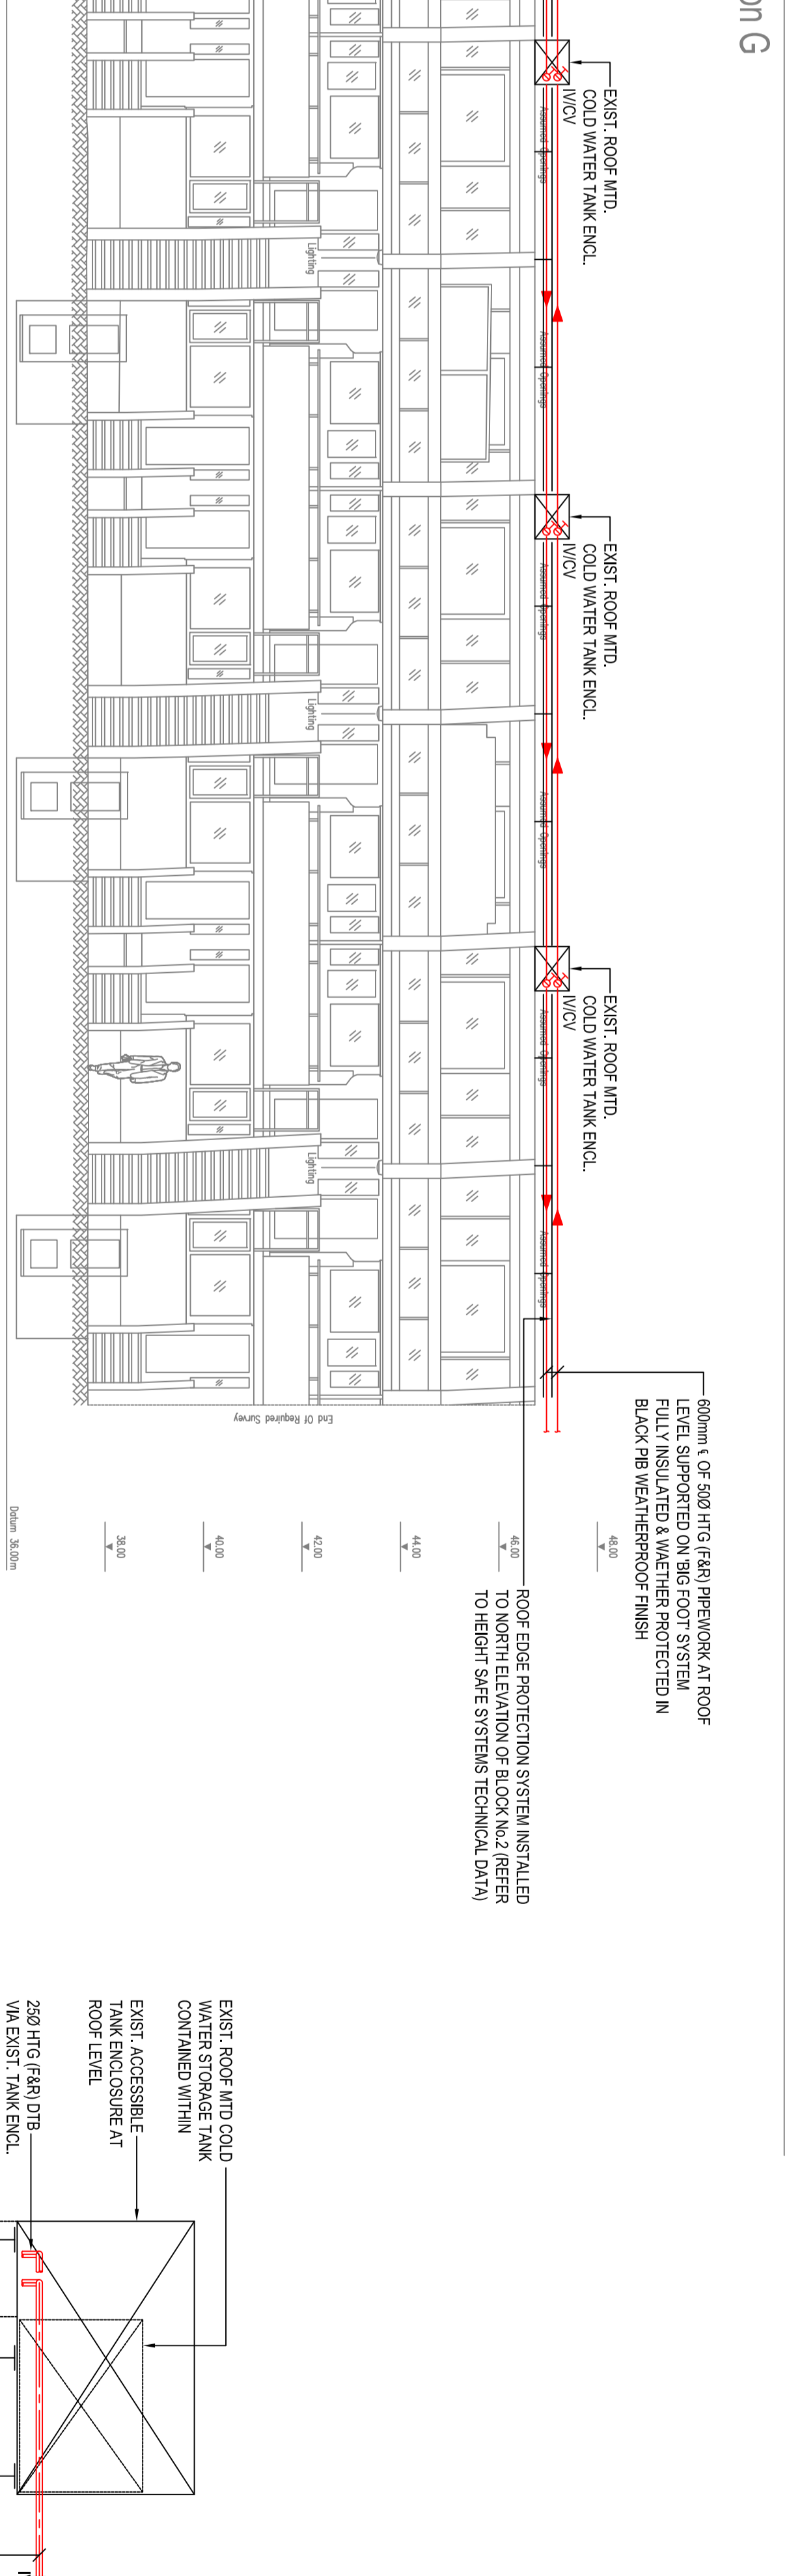 on G
EXIST. ROOF MTD.
COLD WATER TANK ENCL.
IV/CV
EXIST. ROOF MTD.
COLD WATER TANK ENCL.
IV/CV
EXIST. ROOF MTD.
COLD WATER TANK ENCL.
IV/CV
Assumed Openings
Assumed Openings
Assumed Openings
Assumed Openings
Assumed Openings
Assumed Openings
Lighting
Lighting
Lighting
600mm ℄ OF 50Ø HTG (F&R) PIPEWORK AT ROOF
LEVEL SUPPORTED ON 'BIG FOOT' SYSTEM
FULLY INSULATED & WAETHER PROTECTED IN
BLACK PIB WEATHERPROOF FINISH
ROOF EDGE PROTECTION SYSTEM INSTALLED
TO NORTH ELEVATION OF BLOCK No.2 (REFER
TO HEIGHT SAFE SYSTEMS TECHNICAL DATA)
End Of Required Survey
48.00
46.00
44.00
42.00
40.00
38.00
Datum 36.00m
EXIST. ROOF MTD COLD
WATER STORAGE TANK
CONTAINED WITHIN
EXIST. ACCESSIBLE
TANK ENCLOSURE AT
ROOF LEVEL
25Ø HTG (F&R) DTB
VIA EXIST. TANK ENCL.